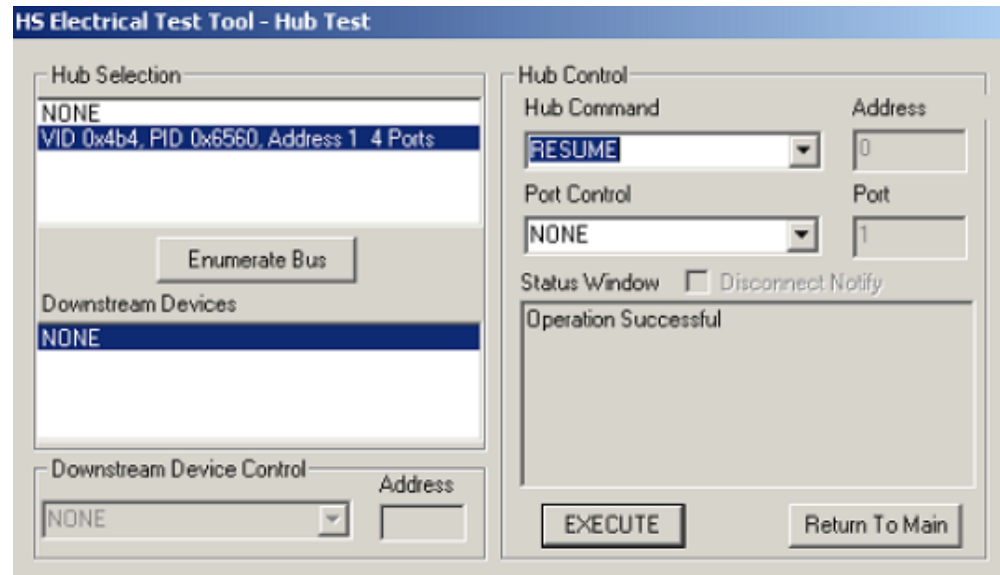 HS Electrical Test Tool - Hub Test
Hub Selection
NONE
VID 0x4b4, PID 0x6560, Address 1 4 Ports
Enumerate Bus
Downstream Devices
NONE
Downstream Device Control
Address
NONE
Hub Control
Hub Command
Address
RESUME
0
Port Control
Port
NONE
1
Status Window
Disconnect Notify
Operation Successful
EXECUTE
Return To Main